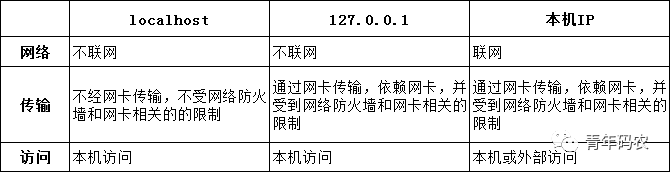 localhost 127.0.0.1 本机IP
网络 不联网 不联网 联网
传输
不经网卡传输，不受网络防火
墙和网卡相关的的限制
通过网卡传输，依赖网卡，并
受到网络防火墙和网卡相关的
限制
通过网卡传输，依赖网卡，并
受到网络防火墙和网卡相关的
限制
访问 本机访问 本机访问 本机或外部访问
青年码农